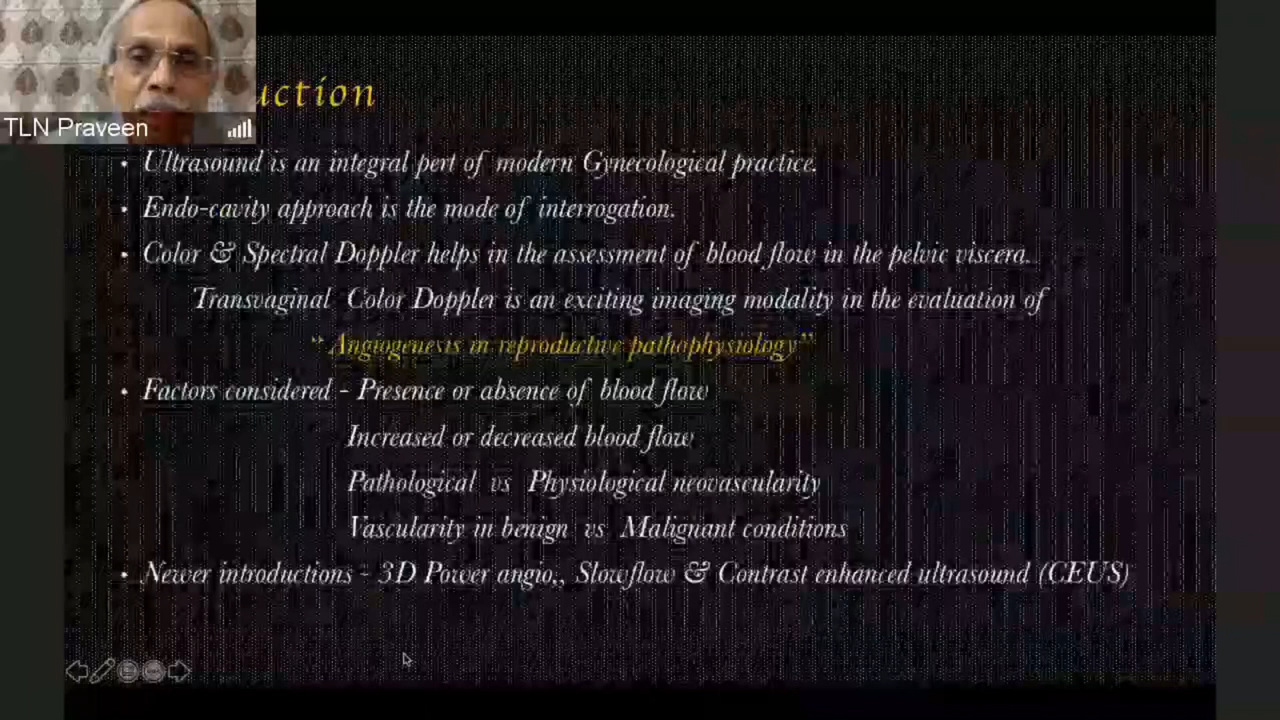 uction
TLN Praveen
• Ultrasound is an integral pert of modern Gynecological practice.
• Endo-cavity approach is the mode of interrogation.
• Color & Spectral Doppler helps in the assessment of blood flow in the pelvic viscera.
Transvaginal Color Doppler is an exciting imaging modality in the evaluation of
“Angiogenesis in reproductive pathophysiology”
• Factors considered - Presence or absence of blood flow
Increased or decreased blood flow
Pathological vs Physiological neovascularity
Vascularity in benign vs Malignant conditions
• Newer introductions - 3D Power angio,, Slowflow & Contrast enhanced ultrasound (CEUS)